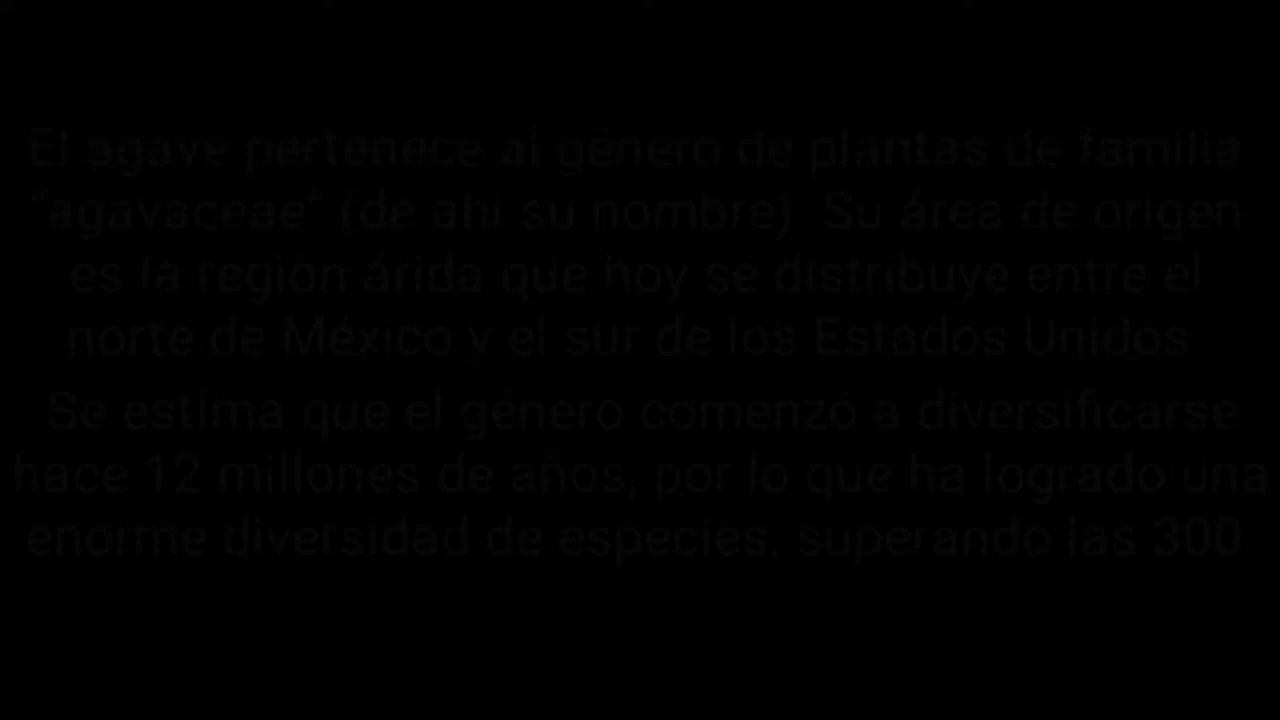 El agave pertenece al género de plantas de familia
"agavaceae" (de ahí su nombre). Su área de origen
es la región árida que hoy se distribuye entre el
norte de México y el sur de los Estados Unidos.
Se estima que el género comenzó a diversificarse
hace 12 millones de años, por lo que ha logrado una
enorme diversidad de especies, superando las 300